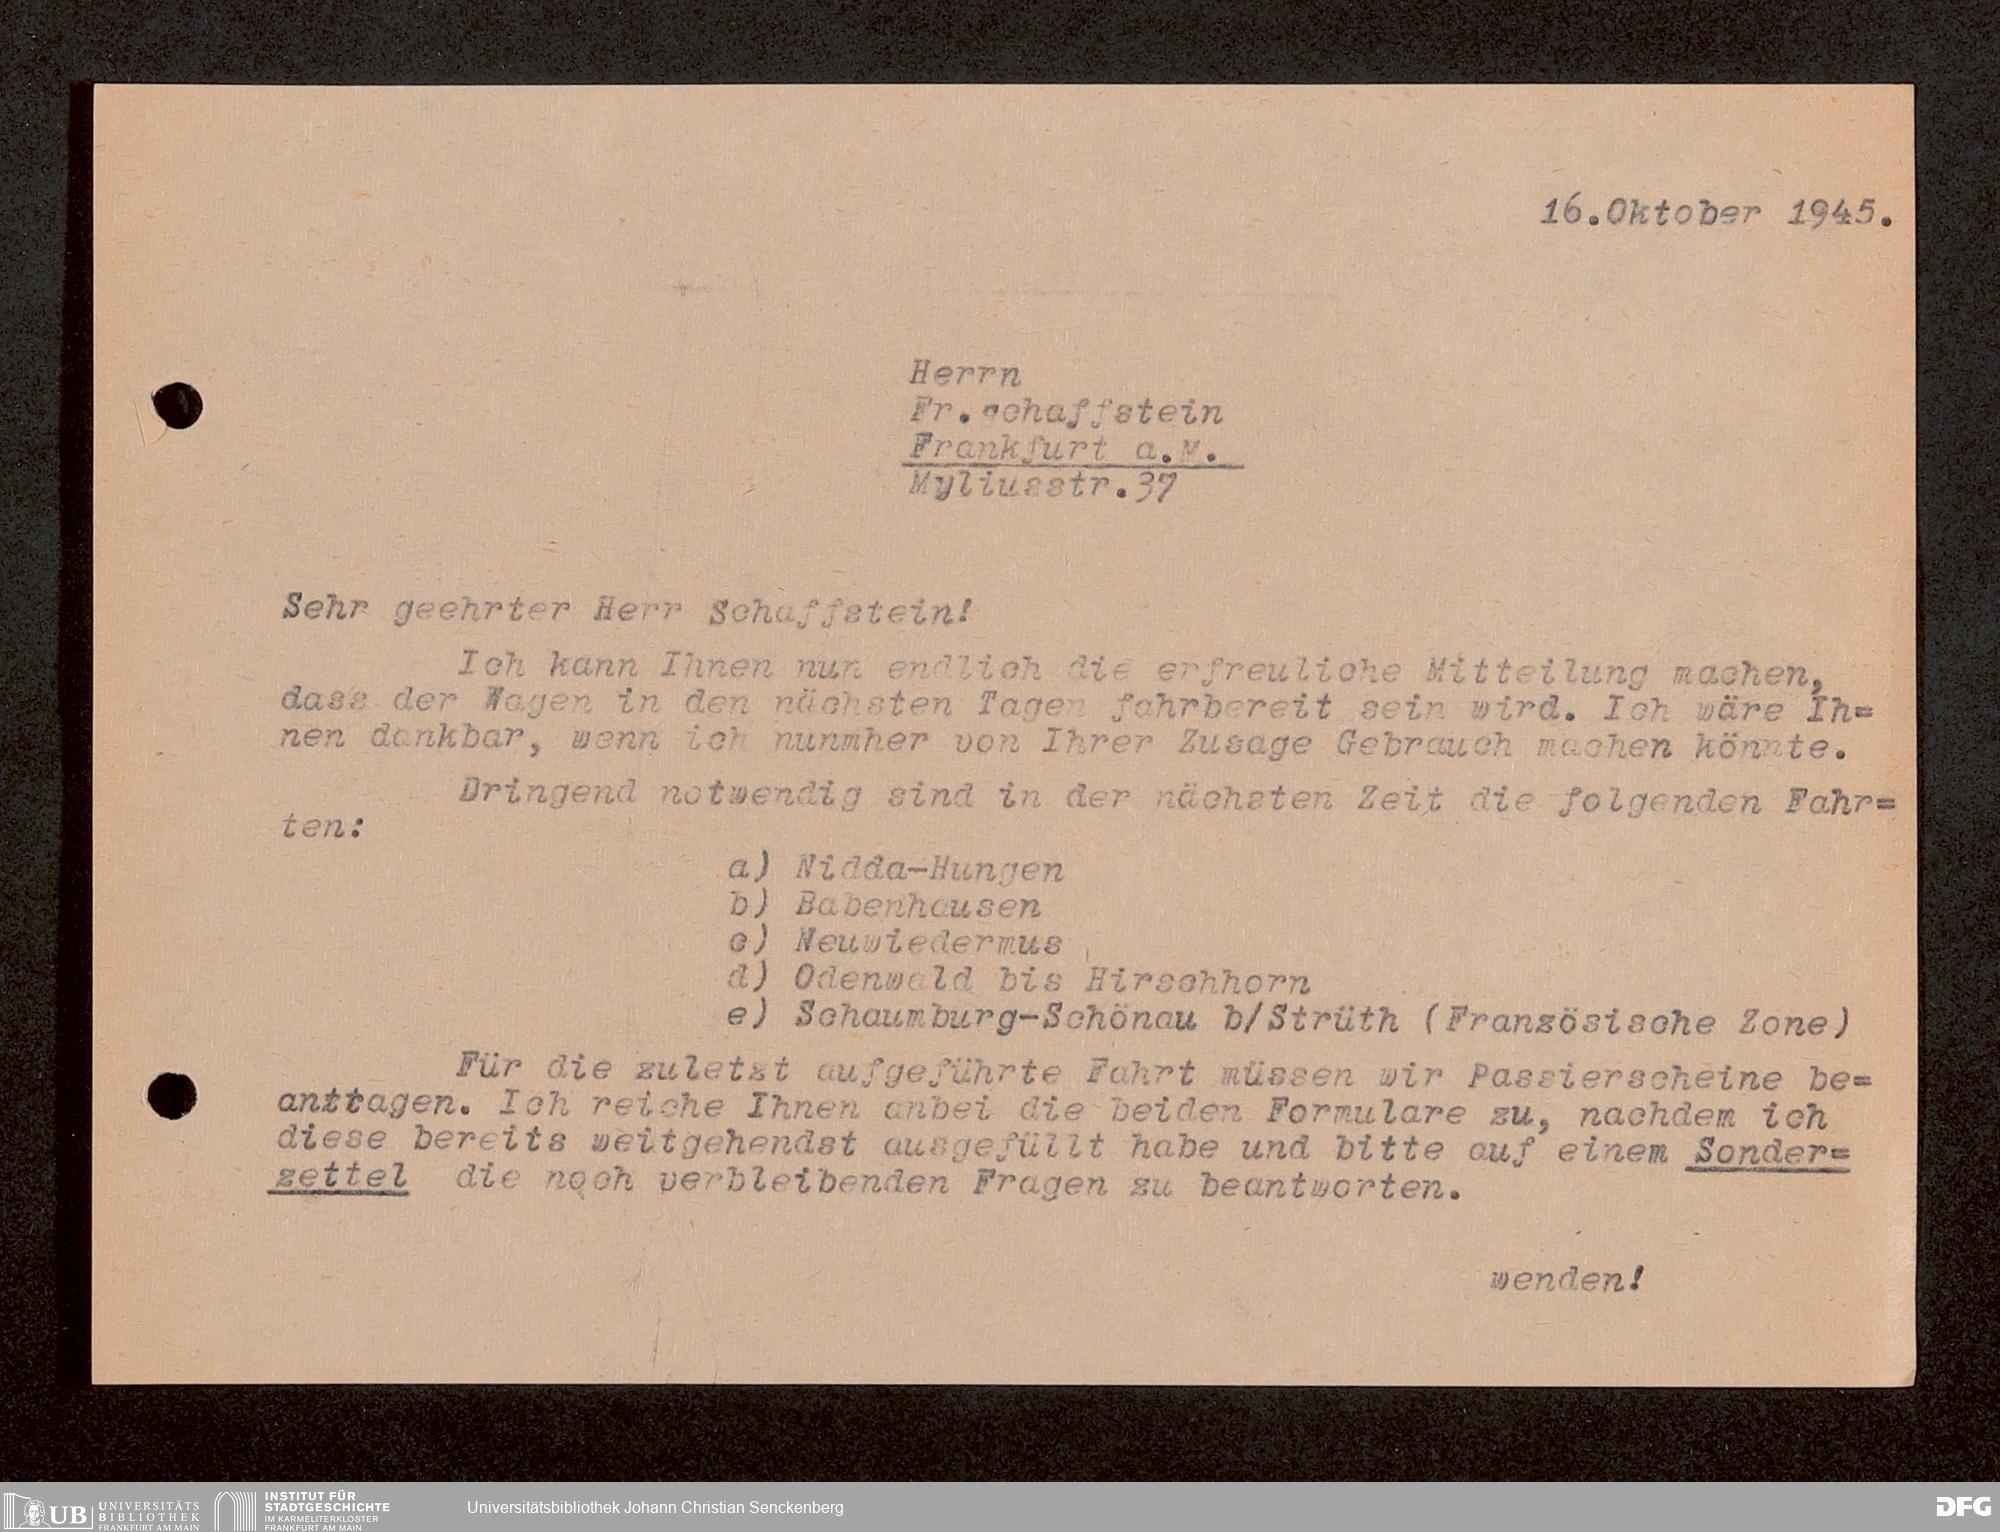 16.Oktober 1945.
Herrn
Fr.Schaffstein
Frankfurt a.M.
Myliusstr.37
Sehr geehrter Herr Schaffstein!
Ich kann Ihnen nun endlich die erfreuliche Mitteilung machen,
dass der Wagen in den nächsten Tagen fahrbereit sein wird. Ich wäre Ih=
nen dankbar, wenn ich nunmher von Ihrer Zusage Gebrauch machen könnte.
Dringend notwendig sind in der nächsten Zeit die folgenden Fahr=
ten:
a) Nidda-Hungen
b) Babenhausen
c) Neuwiedermus
d) Odenwald bis Hirschhorn
e) Schaumburg-Schönau b/Strüth (Französische Zone)
Für die zuletzt aufgeführte Fahrt müssen wir Passierscheine be=
anttagen. Ich reiche Ihnen anbei die beiden Formulare zu, nachdem ich
diese bereits weitgehendst ausgefüllt habe und bitte auf einem Sonder=
zettel die noch verbleibenden Fragen zu beantworten.
wenden!
UB UNIVERSITÄTS
BIBLIOTHEK
FRANKFURT AM MAIN
INSTITUT FÜR
STADTGESCHICHTE
IM KARMELITERKLOSTER
FRANKFURT AM MAIN
Universitätsbibliothek Johann Christian Senckenberg
DFG